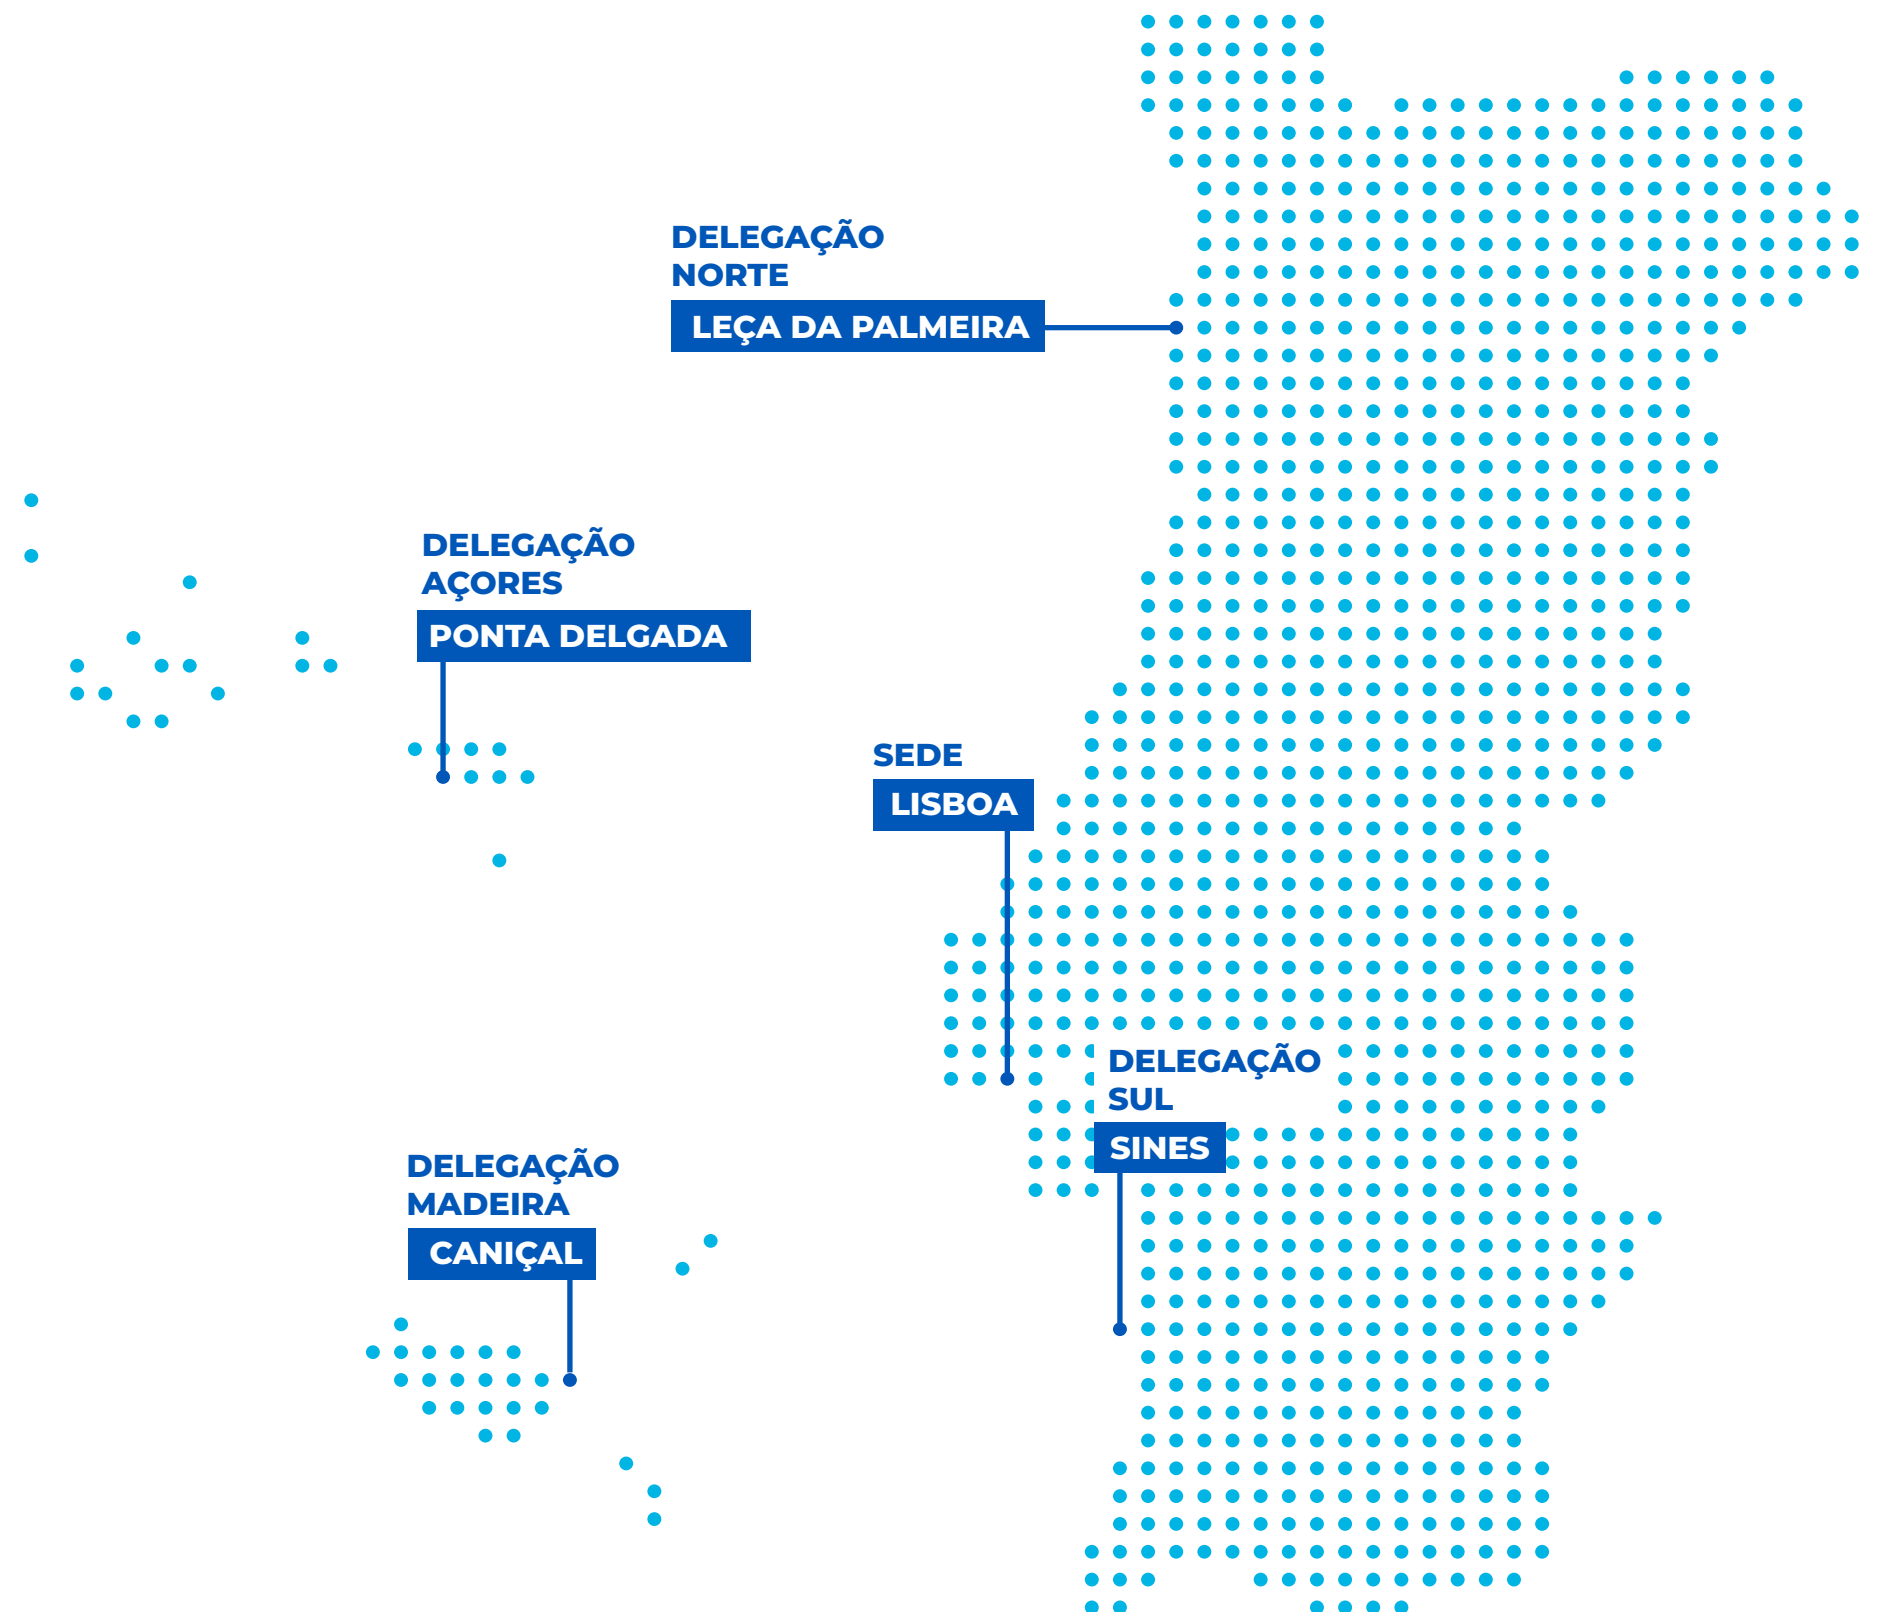 DELEGAÇÃO
NORTE
LEÇA DA PALMEIRA
DELEGAÇÃO
AÇORES
PONTA DELGADA
SEDE
LISBOA
DELEGAÇÃO
SUL
SINES
DELEGAÇÃO
MADEIRA
CANIÇAL